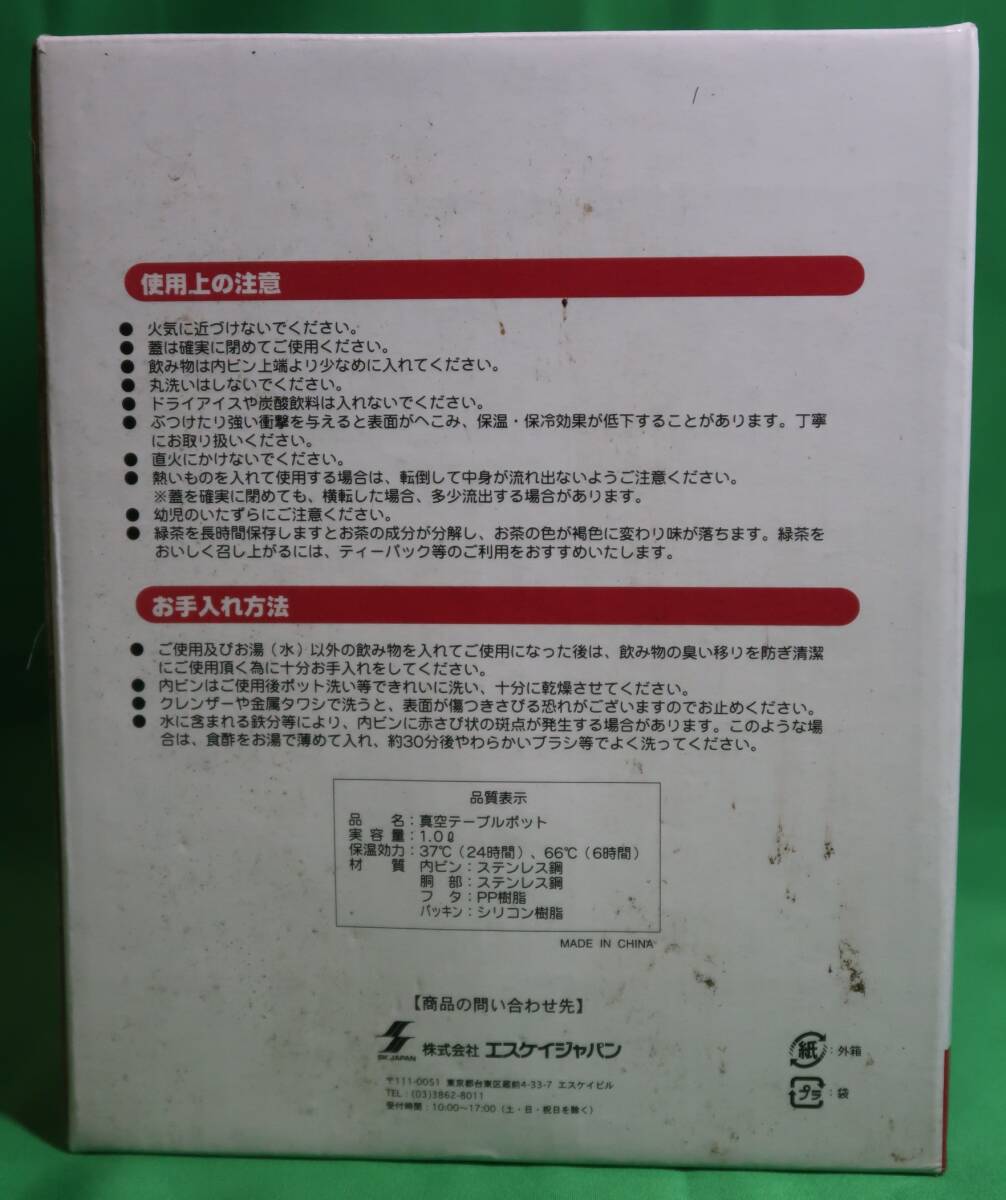 使用上の注意
● 火気に近づけないでください。
● 蓋は確実に閉めてご使用ください。
● 飲み物は内ビン上端より少なめに入れてください。
● 丸洗いはしないでください。
● ドライアイスや炭酸飲料は入れないでください。
● ぶつけたり強い衝撃を与えると表面がへこみ、保温・保冷効果が低下することがあります。丁寧
にお取り扱いください。
● 直火にかけないでください。
● 熱いものを入れて使用する場合は、転倒して中身が流れ出ないようご注意ください。
※蓋を確実に閉めても、横転した場合、多少流出する場合があります。
● 幼児のいたずらにご注意ください。
● 緑茶を長時間保存しますとお茶の成分が分解し、お茶の色が褐色に変わり味が落ちます。緑茶を
おいしく召し上がるには、ティーパック等のご利用をおすすめいたします。
お手入れ方法
● ご使用及びお湯（水）以外の飲み物を入れてご使用になった後は、飲み物の臭い移りを防ぎ清潔
にご使用頂く為に十分お手入れをしてください。
● 内ビンはご使用後ポット洗い等できれいに洗い、十分に乾燥させてください。
● クレンザーや金属タワシで洗うと、表面が傷つきさびる恐れがございますのでお止めください。
● 水に含まれる鉄分等により、内ビンに赤さび状の斑点が発生する場合があります。このような場
合は、食酢をお湯で薄めて入れ、約30分後やわらかいブラシ等でよく洗ってください。
品質表示
品名：真空テーブルポット
実容量：1.0ℓ
保温効力：37℃（24時間）、66℃（6時間）
材質 内ビン：ステンレス鋼
胴部：ステンレス鋼
フタ：PP樹脂
パッキン：シリコン樹脂
MADE IN CHINA
【商品の問い合わせ先】
SK JAPAN 株式会社 エスケイジャパン
〒111-0051 東京都台東区蔵前4-33-7 エスケイビル
TEL：(03)3862-8011
受付時間：10:00～17:00（土・日・祝日を除く）
紙：外箱
プラ：袋